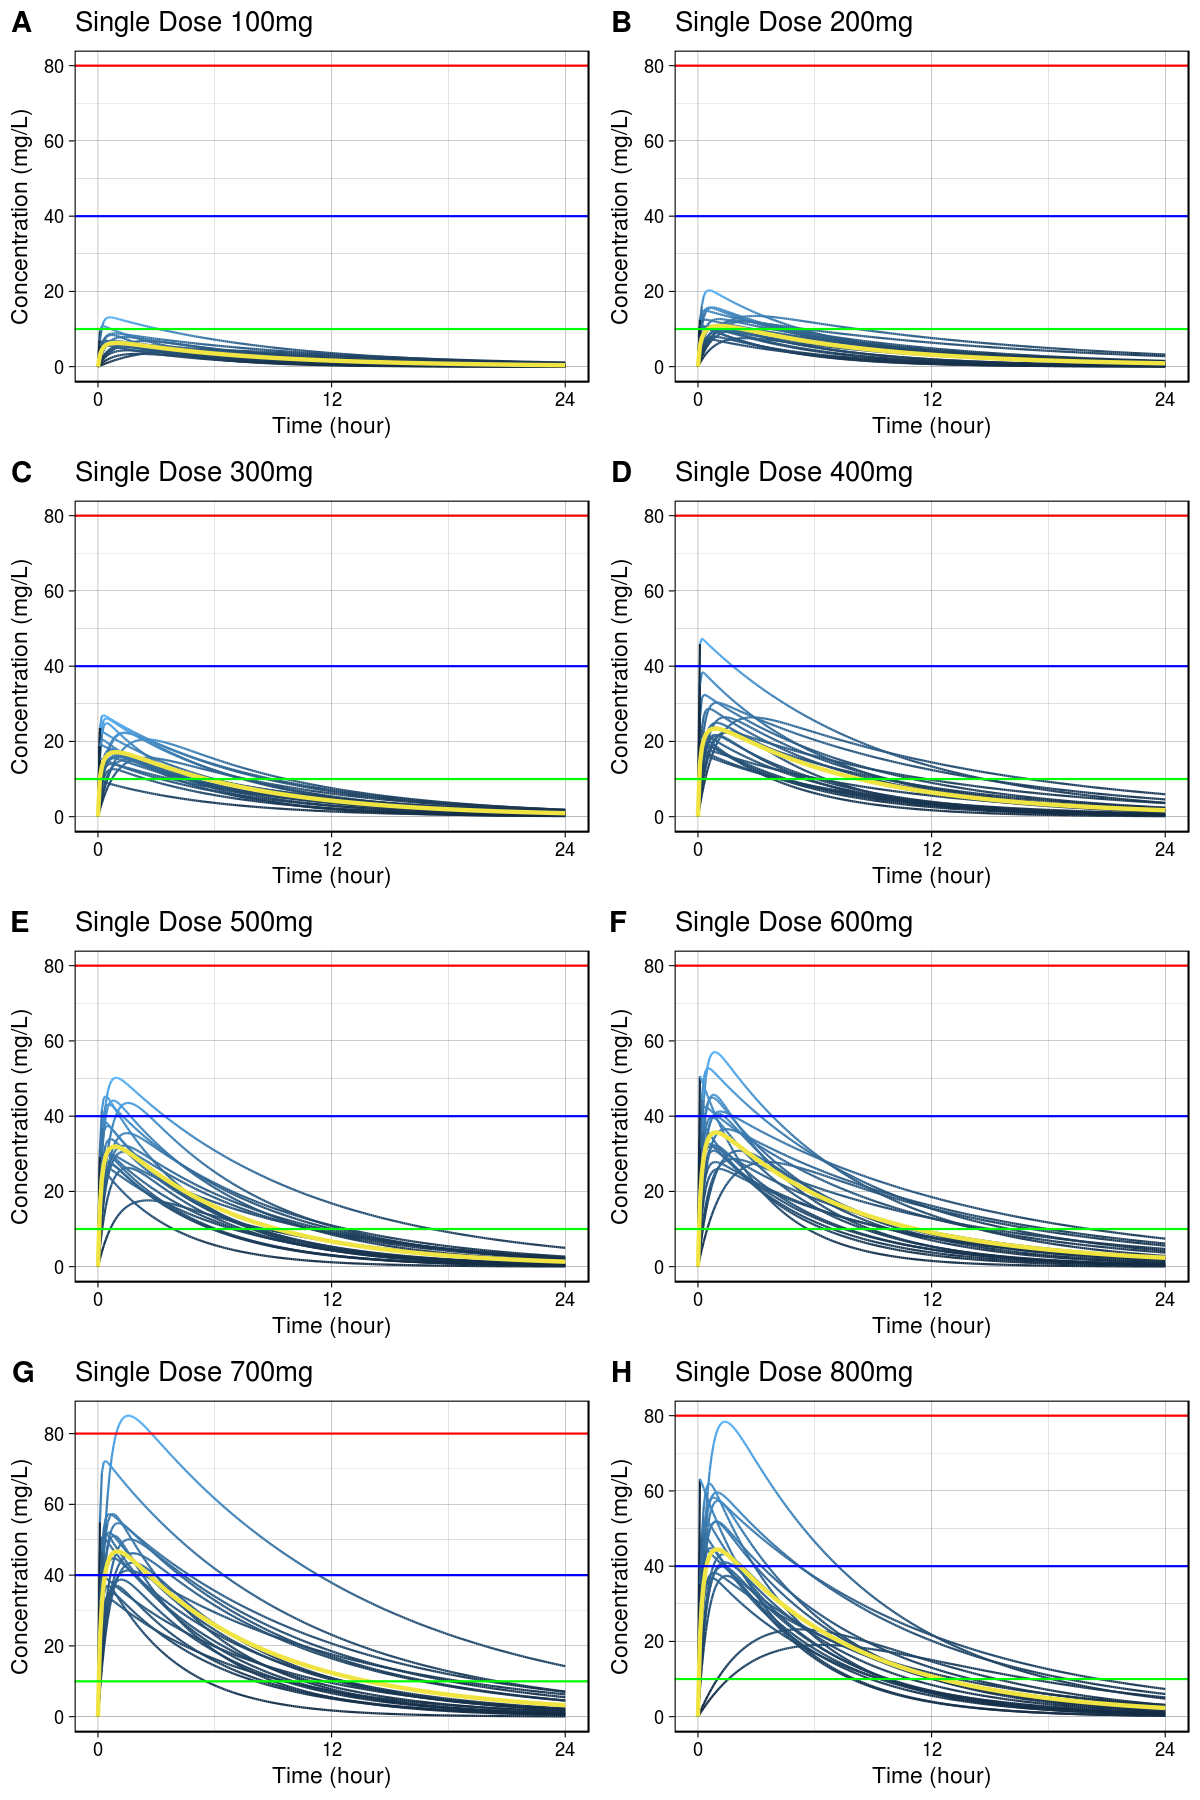 A Single Dose 100mg
Concentration (mg/L)
80
60
40
20
0
0 12 24
Time (hour)
B Single Dose 200mg
Concentration (mg/L)
80
60
40
20
0
0 12 24
Time (hour)
C Single Dose 300mg
Concentration (mg/L)
80
60
40
20
0
0 12 24
Time (hour)
D Single Dose 400mg
Concentration (mg/L)
80
60
40
20
0
0 12 24
Time (hour)
E Single Dose 500mg
Concentration (mg/L)
80
60
40
20
0
0 12 24
Time (hour)
F Single Dose 600mg
Concentration (mg/L)
80
60
40
20
0
0 12 24
Time (hour)
G Single Dose 700mg
Concentration (mg/L)
80
60
40
20
0
0 12 24
Time (hour)
H Single Dose 800mg
Concentration (mg/L)
80
60
40
20
0
0 12 24
Time (hour)